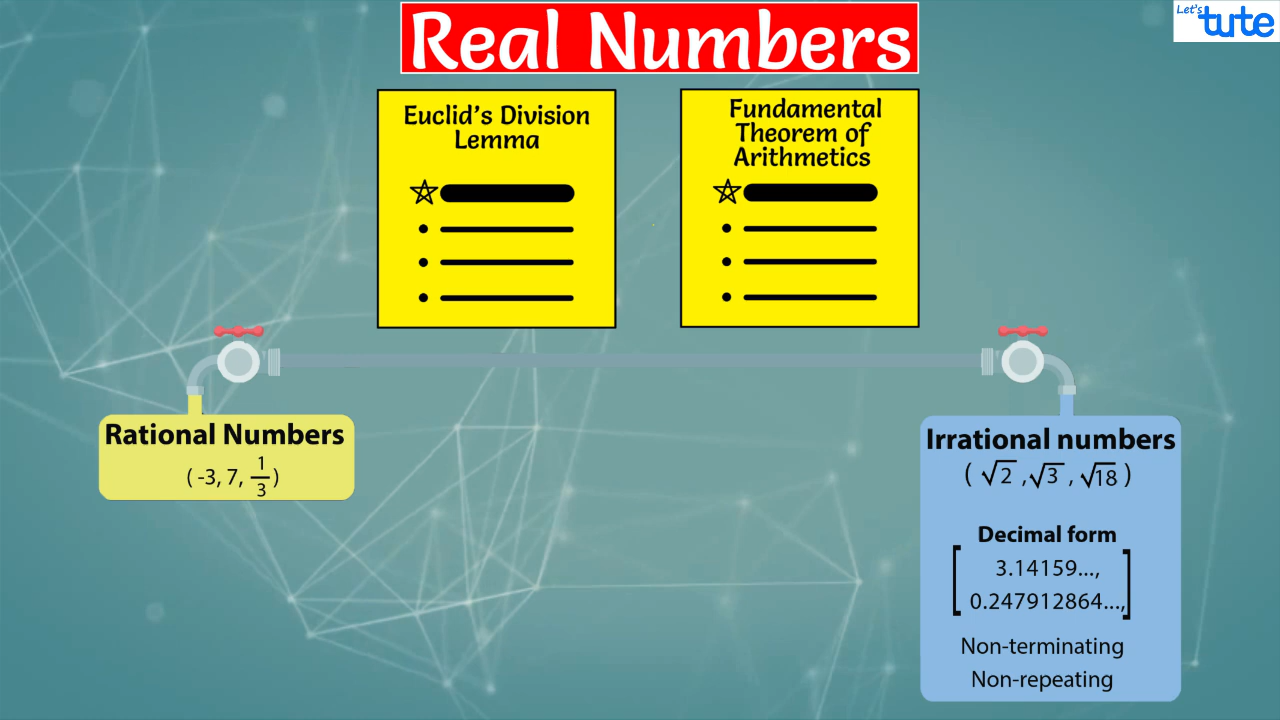 Real Numbers
Let's
tute
Euclid's Division
Lemma
Fundamental
Theorem of
Arithmetics
Rational Numbers
( -3, 7, 1/3 )
Irrational numbers
( √2 , √3 , √18 )
Decimal form
[ 3.14159...,
0.247912864..., ]
Non-terminating
Non-repeating